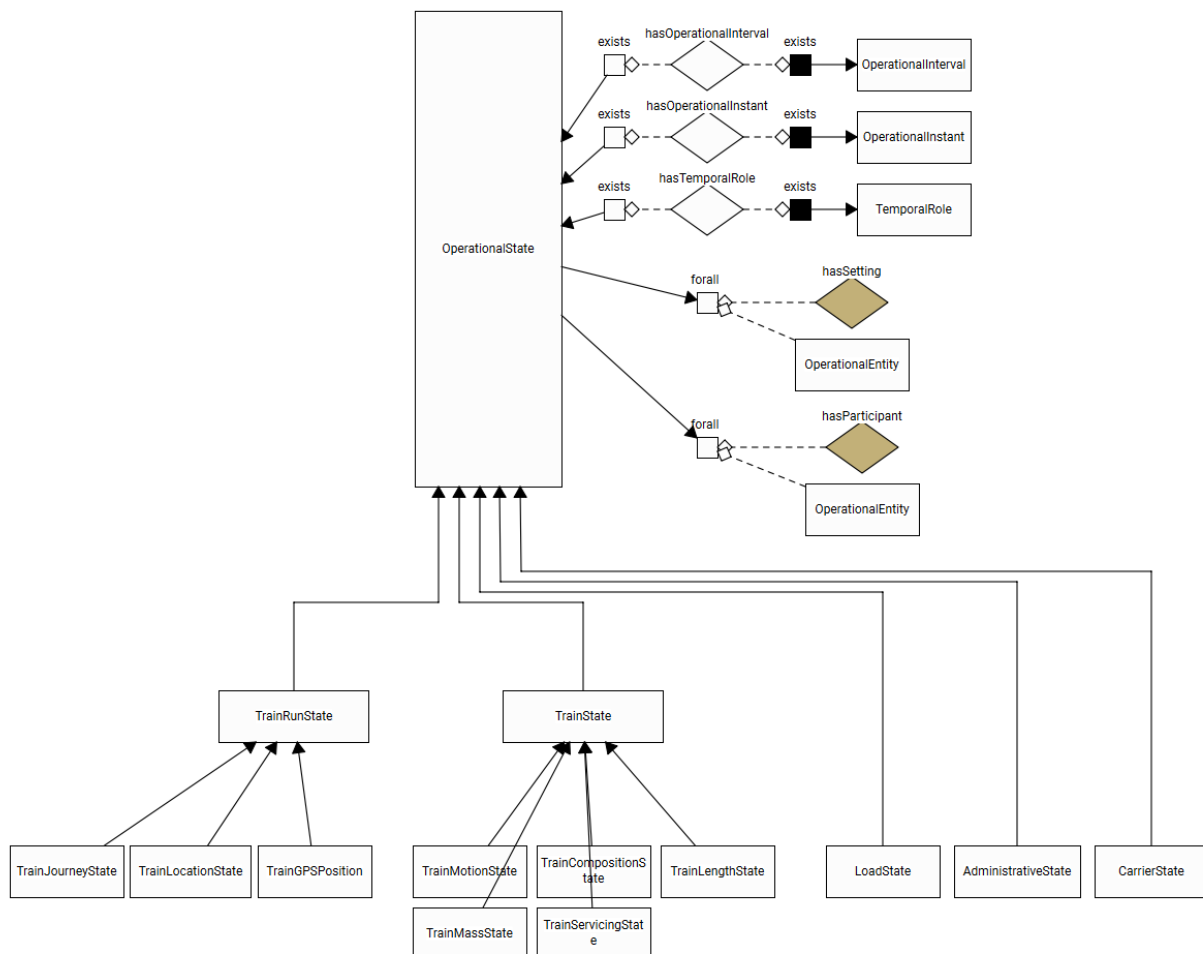 hasOperationalInterval
exists
exists
OperationalInterval
hasOperationalInstant
exists
exists
OperationalInstant
hasTemporalRole
exists
exists
TemporalRole
OperationalState
hasSetting
forall
OperationalEntity
hasParticipant
forall
OperationalEntity
TrainRunState
TrainState
TrainJourneyState
TrainLocationState
TrainGPSPosition
TrainMotionState
TrainCompositionS
tate
TrainLengthState
LoadState
AdministrativeState
CarrierState
TrainMassState
TrainServicingStat
e